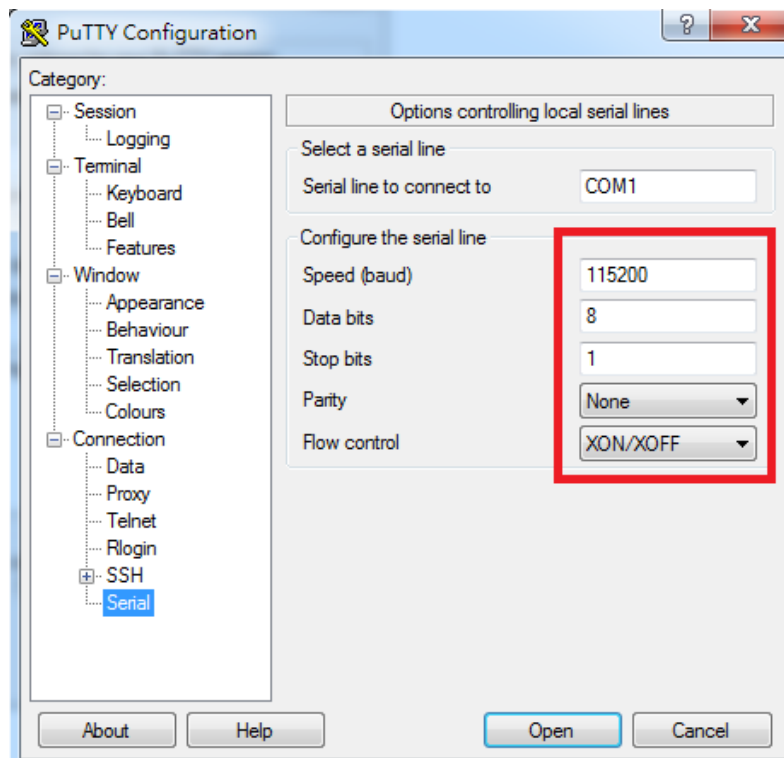 PuTTY Configuration
?
X
Category:
Session
Logging
Terminal
Keyboard
Bell
Features
Window
Appearance
Behaviour
Translation
Selection
Colours
Connection
Data
Proxy
Telnet
Rlogin
SSH
Serial
Options controlling local serial lines
Select a serial line
Serial line to connect to COM1
Configure the serial line
Speed (baud) 115200
Data bits 8
Stop bits 1
Parity None
Flow control XON/XOFF
About Help Open Cancel